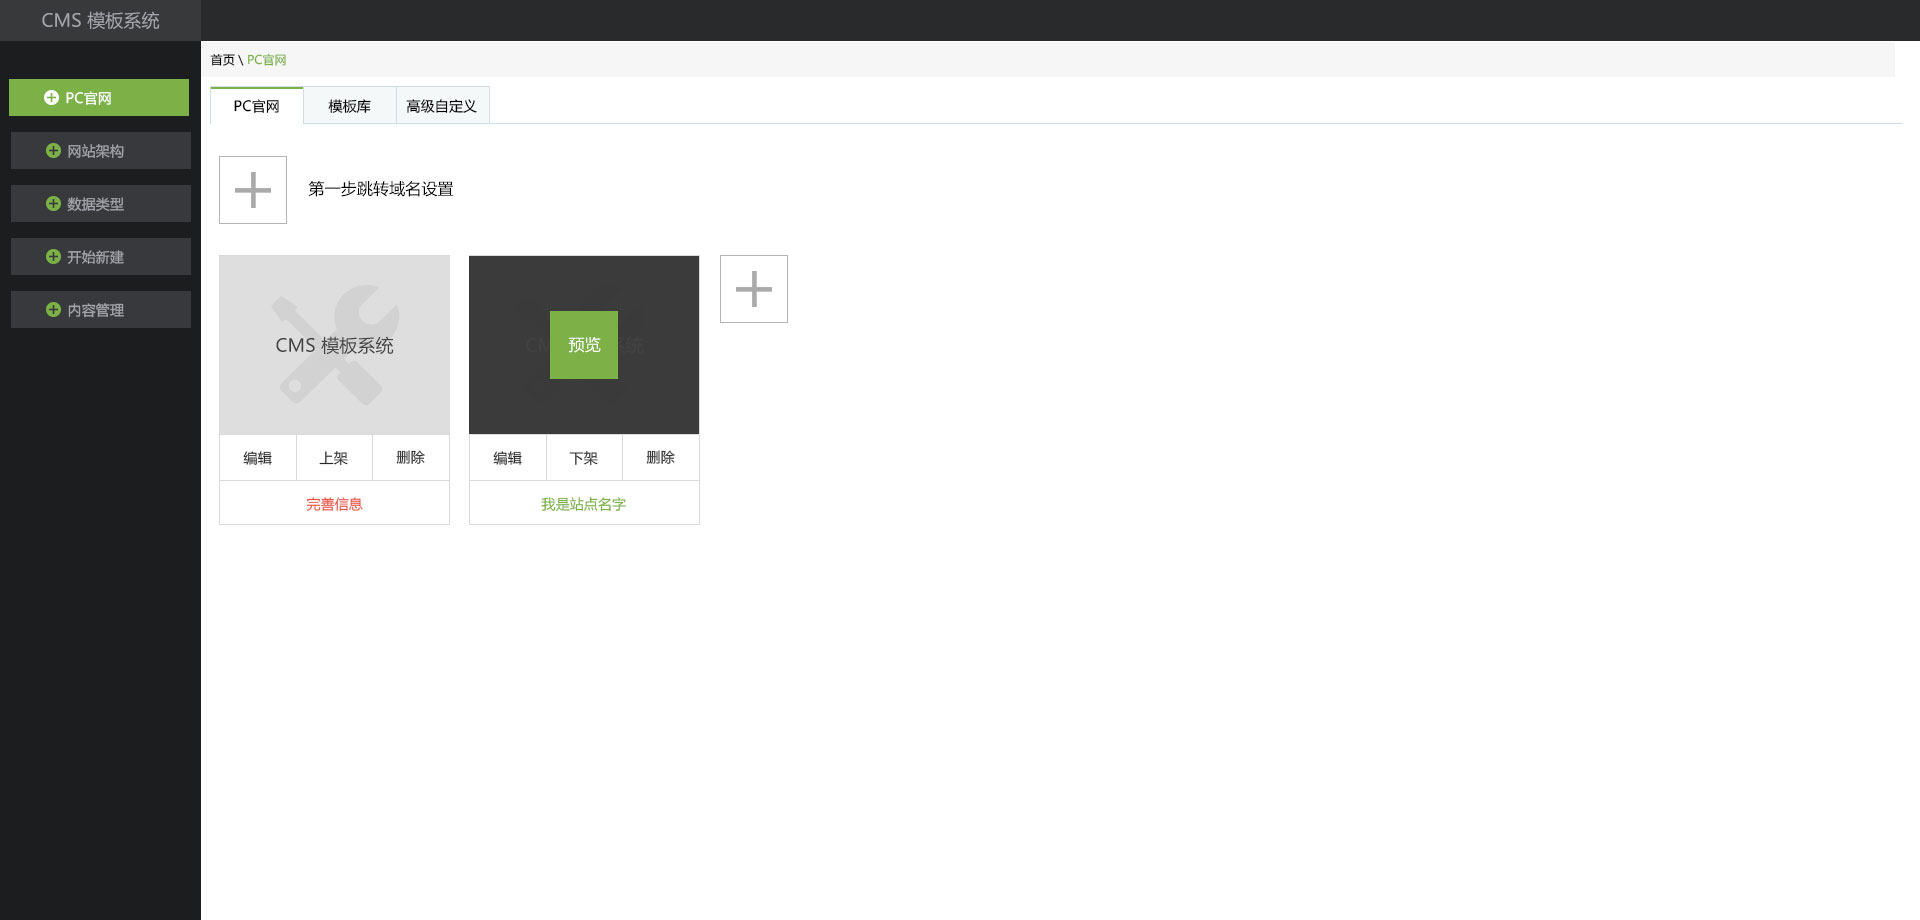 CMS 模板系统
首页 \ PC官网
PC官网
网站架构
数据类型
开始新建
内容管理
PC官网 模板库 高级自定义
第一步跳转域名设置
CMS 模板系统
编辑 上架 删除
完善信息
CM 系统
预览
编辑 下架 删除
我是站点名字